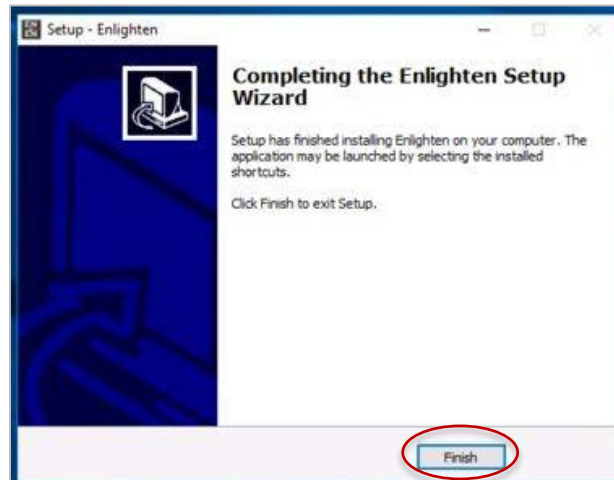 Setup - Enlighten
Completing the Enlighten Setup
Wizard
Setup has finished installing Enlighten on your computer. The
application may be launched by selecting the installed
shortcuts.
Click Finish to exit Setup.
Finish